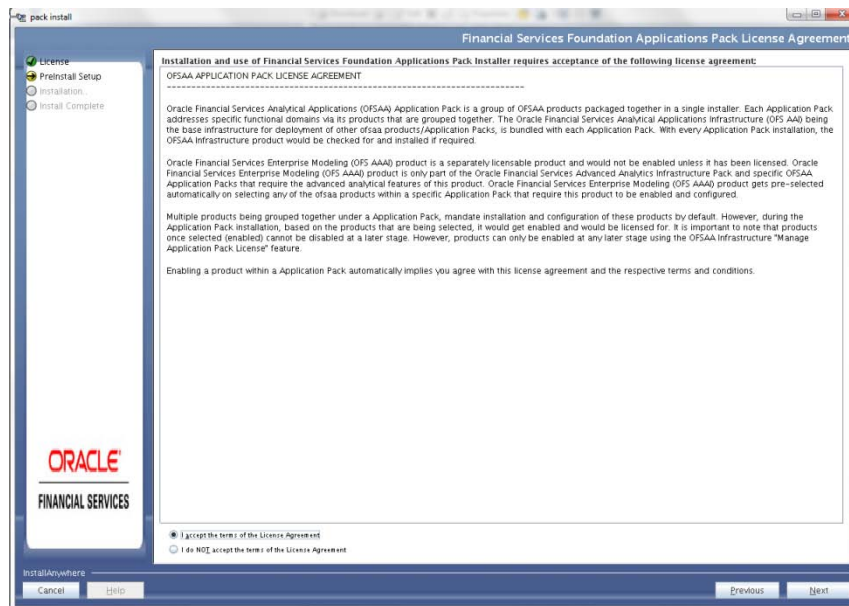 pack install
Financial Services Foundation Applications Pack License Agreement
License
PreInstall Setup
Installation...
Install Complete
Installation and use of Financial Services Foundation Applications Pack Installer requires acceptance of the following license agreement:
OFSAA APPLICATION PACK LICENSE AGREEMENT
--------------------------------------------------------------------------
Oracle Financial Services Analytical Applications (OFSAA) Application Pack is a group of OFSAA products packaged together in a single installer. Each Application Pack
addresses specific functional domains via its products that are grouped together. The Oracle Financial Services Analytical Applications Infrastructure (OFS AAI) being
the base infrastructure for deployment of other ofsaa products/Application Packs, is bundled with each Application Pack. With every Application Pack installation, the
OFSAA Infrastructure product would be checked for and installed if required.
Oracle Financial Services Enterprise Modeling (OFS AAAI) product is a separately licensable product and would not be enabled unless it has been licensed. Oracle
Financial Services Enterprise Modeling (OFS AAAI) product is only part of the Oracle Financial Services Advanced Analytics Infrastructure Pack and specific OFSAA
Application Packs that require the advanced analytical features of this product. Oracle Financial Services Enterprise Modeling (OFS AAAI) product gets pre-selected
automatically on selecting any of the ofsaa products within a specific Application Pack that require this product to be enabled and configured.
Multiple products being grouped together under a Application Pack, mandate installation and configuration of these products by default. However, during the
Application Pack installation, based on the products that are being selected, it would get enabled and would be licensed for. It is important to note that products
once selected (enabled) cannot be disabled at a later stage. However, products can only be enabled at any later stage using the OFSAA Infrastructure "Manage
Application Pack License" feature.
Enabling a product within a Application Pack automatically implies you agree with this license agreement and the respective terms and conditions.
ORACLE
FINANCIAL SERVICES
I accept the terms of the License Agreement
I do NOT accept the terms of the License Agreement
InstallAnywhere
Cancel
Help
Previous
Next